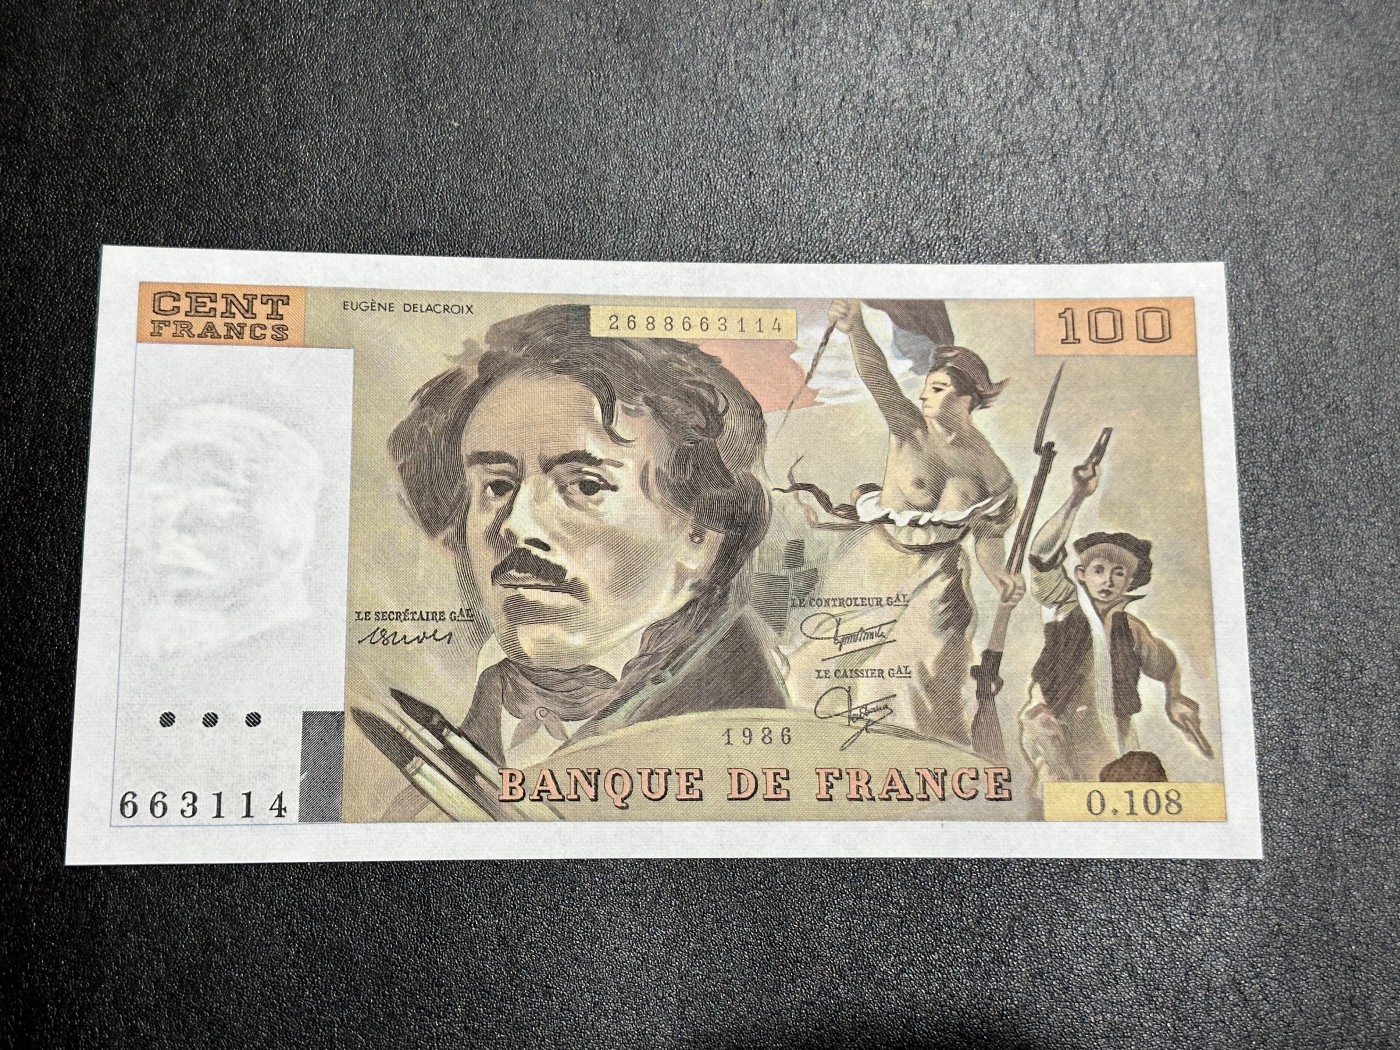 CENT
FRANCS
EUGÈNE DELACROIX
2688663114
100
LE SECRÉTAIRE GAL
LE CONTROLEUR GAL
LE CAISSIER GAL
1986
BANQUE DE FRANCE
663114
O.108